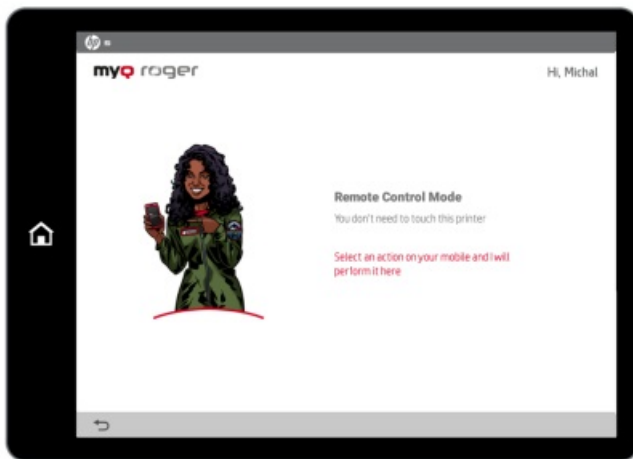 hp
myQ roger
Hi, Michal
Remote Control Mode
You don't need to touch this printer
Select an action on your mobile and I will
perform it here